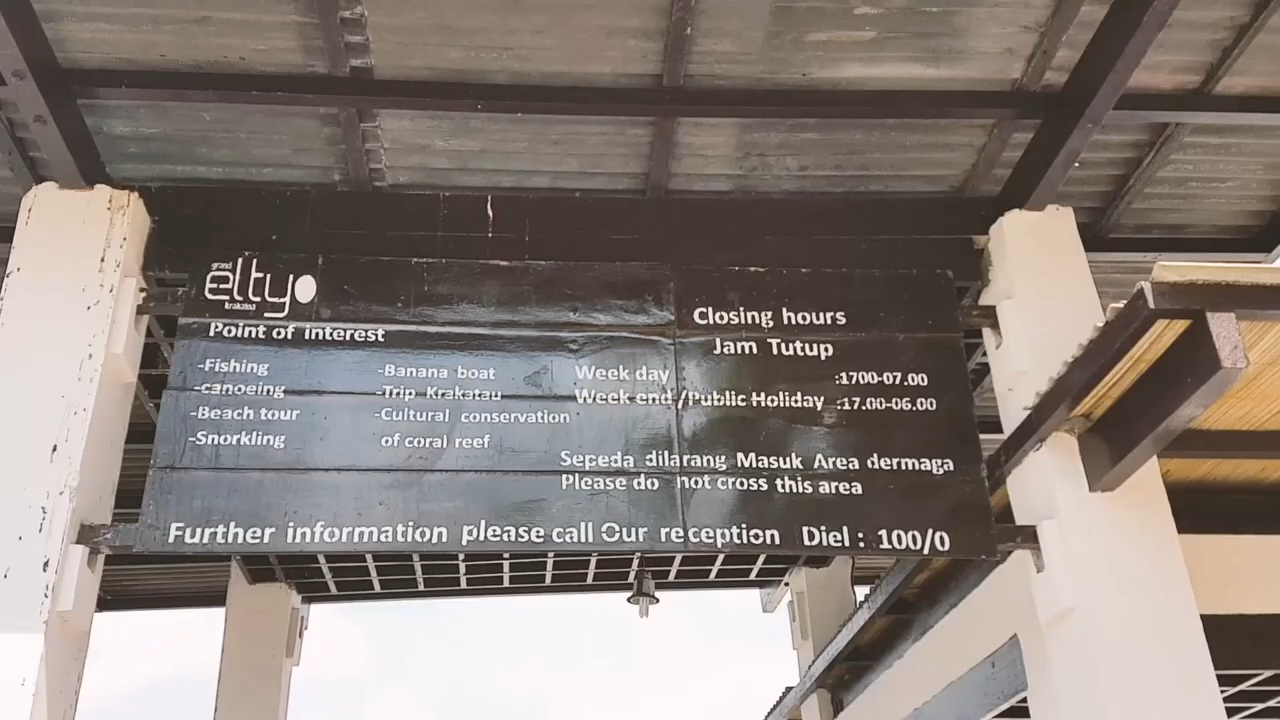 grand
elty
krakatoa
Point of interest
-Fishing
-canoeing
-Beach tour
-Snorkling
-Banana boat
-Trip Krakatau
-Cultural conservation
of coral reef
Closing hours
Jam Tutup
Week day :1700-07.00
Week end /Public Holiday :17.00-06.00
Sepeda dilarang Masuk Area dermaga
Please do not cross this area
Further information please call Our reception Diel : 100/0